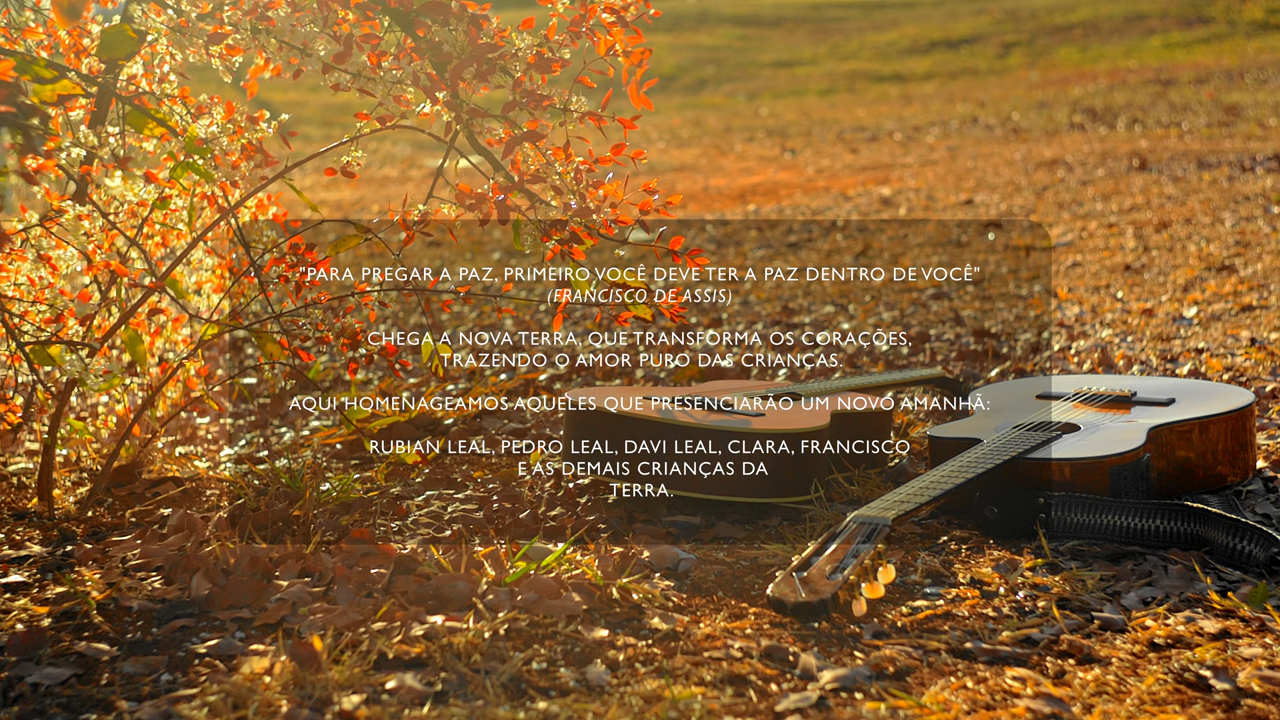 "PARA PREGAR A PAZ, PRIMEIRO VOCÊ DEVE TER A PAZ DENTRO DE VOCÊ"
(FRANCISCO DE ASSIS)
CHEGA A NOVA TERRA, QUE TRANSFORMA OS CORAÇÕES,
TRAZENDO O AMOR PURO DAS CRIANÇAS.
AQUI HOMENAGEAMOS AQUELES QUE PRESENCIARÃO UM NOVO AMANHÃ:
RUBIAN LEAL, PEDRO LEAL, DAVI LEAL, CLARA, FRANCISCO
E AS DEMAIS CRIANÇAS DA
TERRA.